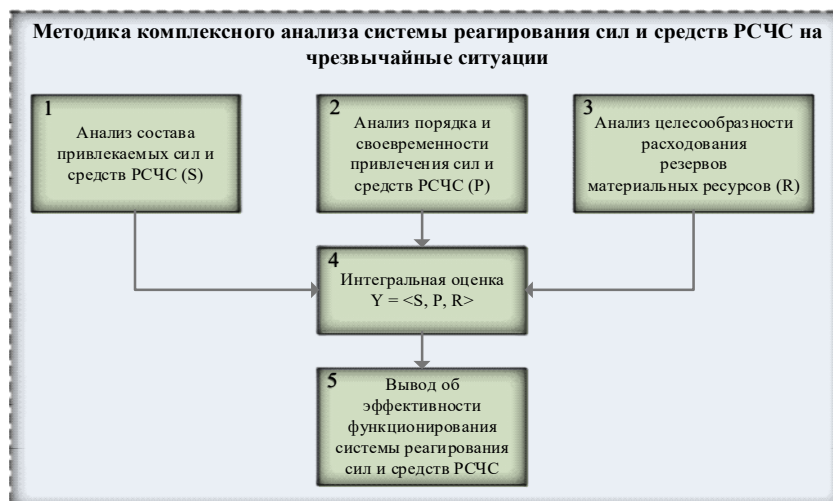 Методика комплексного анализа системы реагирования сил и средств РСЧС на
чрезвычайные ситуации
1
Анализ состава
привлекаемых сил и
средств РСЧС (S)
2
Анализ порядка и
своевременности
привлечения сил и
средств РСЧС (P)
3
Анализ целесообразности
расходования
резервов
материальных ресурсов (R)
4
Интегральная оценка
Y = <S, P, R>
5
Вывод об
эффективности
функционирования
системы реагирования
сил и средств РСЧС